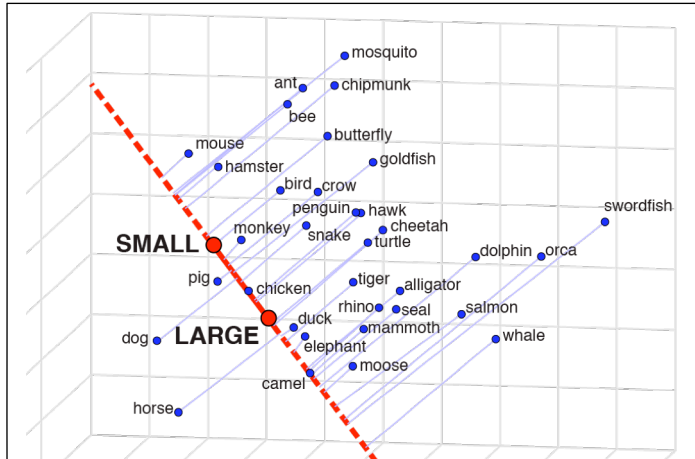 mosquito
ant
chipmunk
bee
butterfly
mouse
hamster
goldfish
bird crow
penguin hawk
swordfish
monkey
snake
cheetah
turtle
SMALL
dolphin orca
pig
chicken
tiger
alligator
rhino seal salmon
duck
mammoth
LARGE
dog
elephant
whale
camel
moose
horse